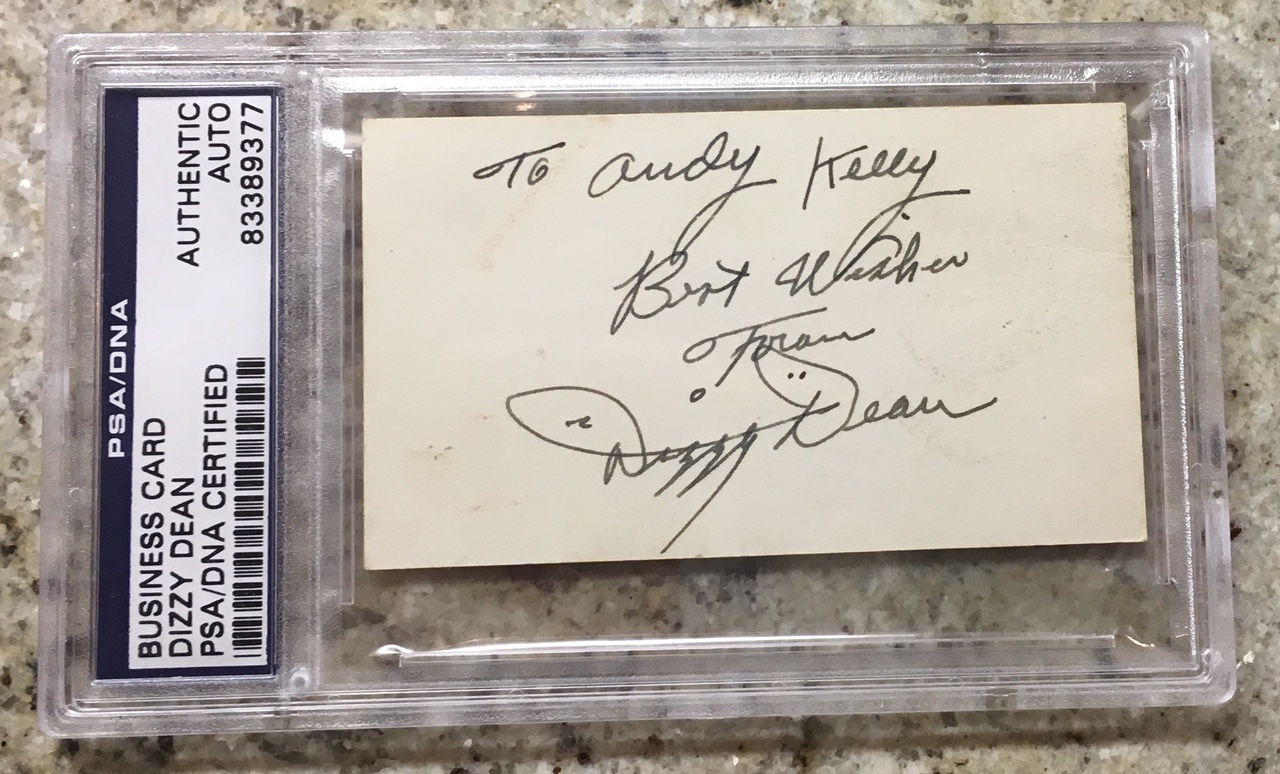 PSA/DNA
BUSINESS CARD
DIZZY DEAN
PSA/DNA CERTIFIED
AUTHENTIC
AUTO
83389377
To Andy Kelly
Best Wishes
From
Dizzy Dean